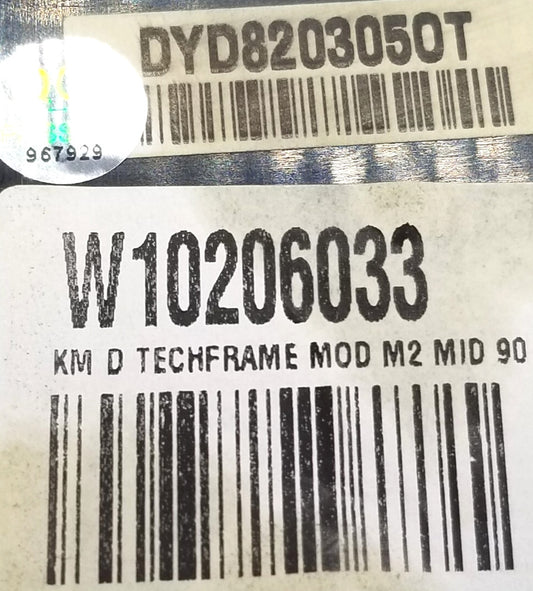 DYD8203050T
967929
W10206033
KM D TECHFRAME MOD M2 MID 90